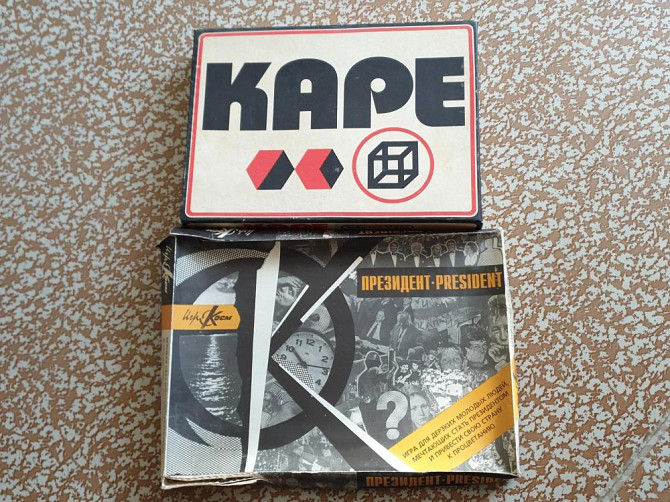 КАРЕ
ПРЕЗИДЕНТ·PRESIDENT
ИГРА ДЛЯ ДЕРЗКИХ МОЛОДЫХ ЛЮДЕЙ,
МЕЧТАЮЩИХ СТАТЬ ПРЕЗИДЕНТОМ
И ПРИВЕСТИ СВОЮ СТРАНУ
К ПРОЦВЕТАНИЮ
?
ПРЕЗИДЕНТ·PRESIDENT